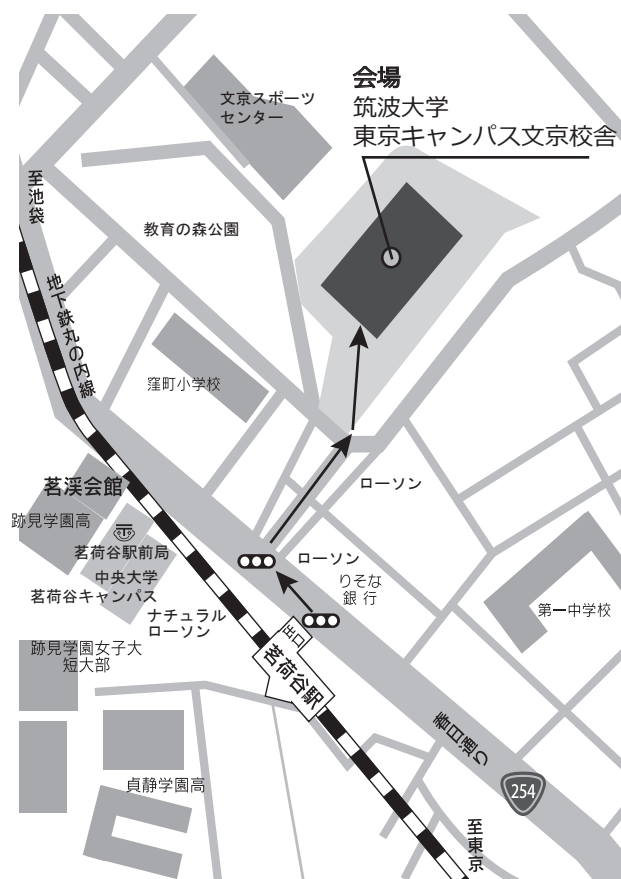 会場
筑波大学
東京キャンパス文京校舎
文京スポーツ
センター
至池袋
教育の森公園
地下鉄丸の内線
窪町小学校
茗渓会館
跡見学園高
茗荷谷駅前局
中央大学
茗荷谷キャンパス
ナチュラル
ローソン
ローソン
ローソン
りそな
銀行
第一中学校
出口
茗荷谷駅
跡見学園女子大
短大部
貞静学園高
春日通り
254
至東京